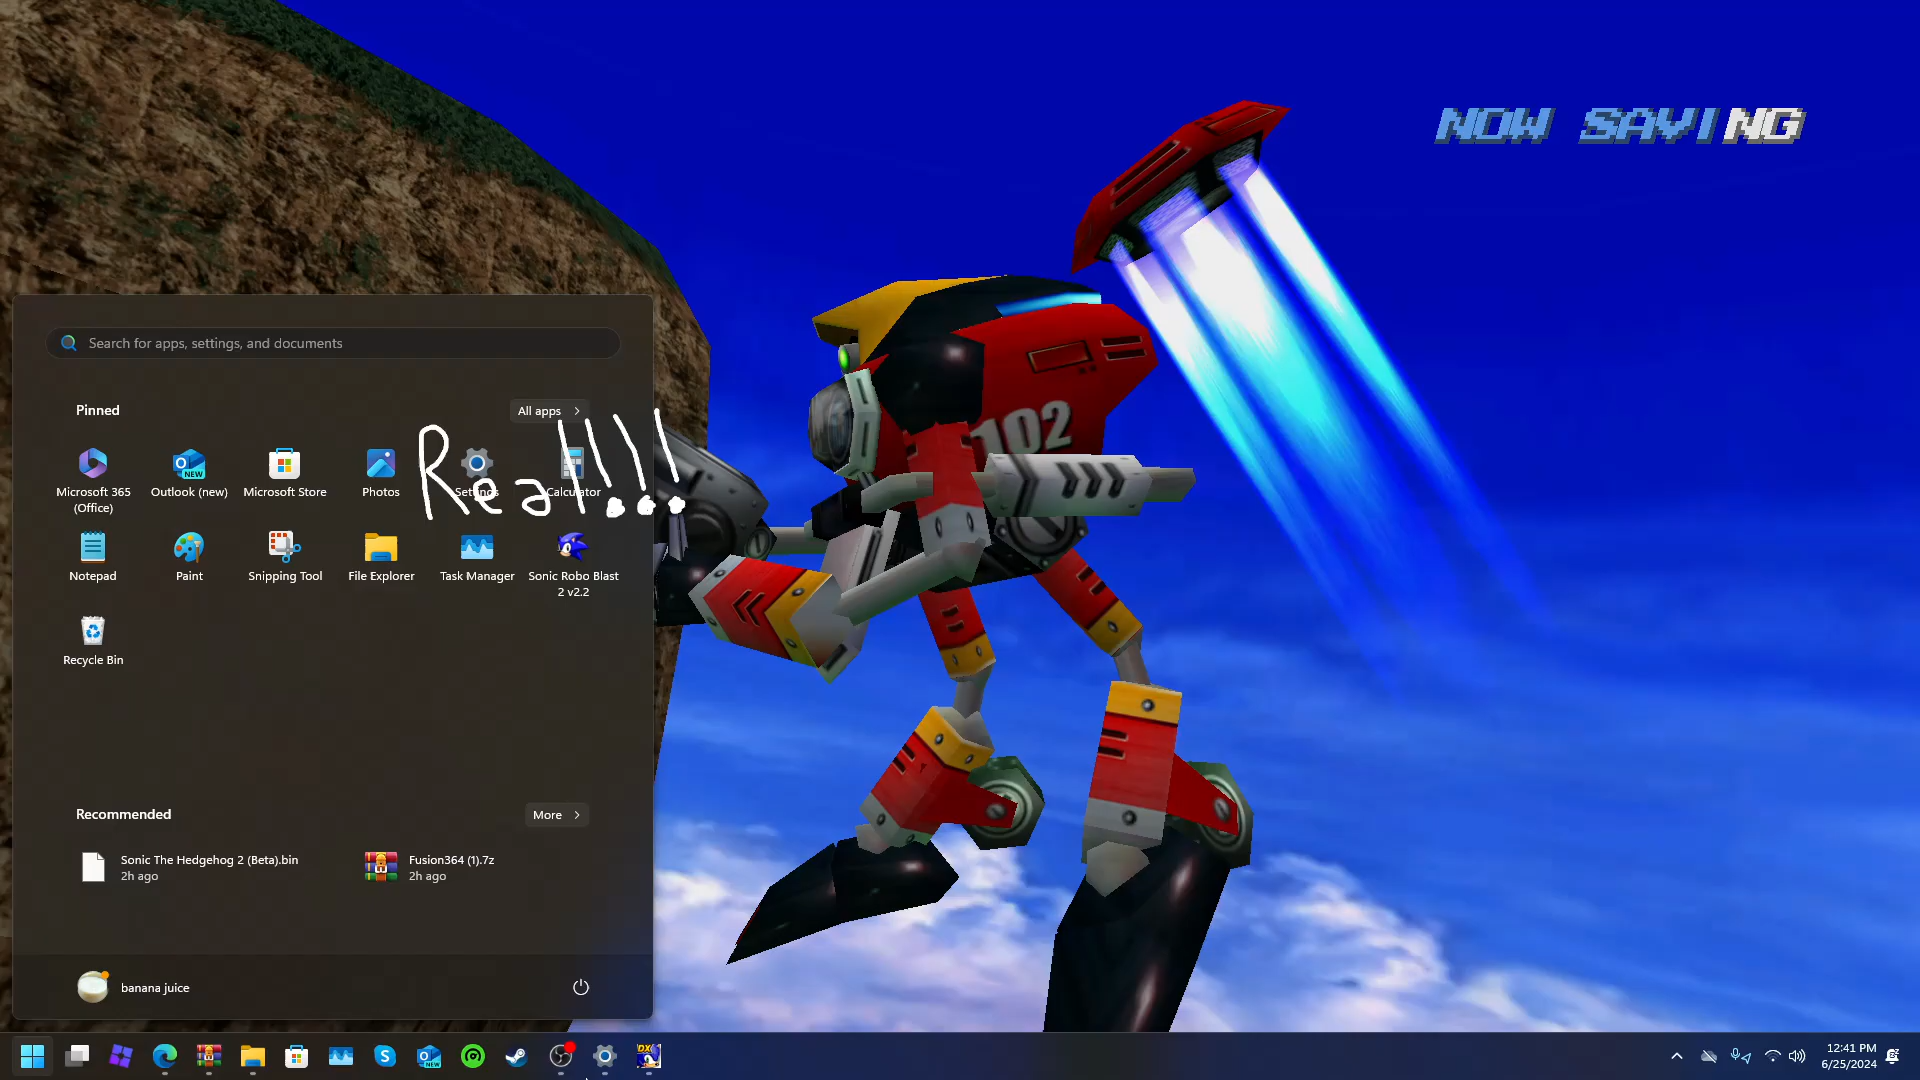 NOW SAVING
Search for apps, settings, and documents
Pinned
All apps
Real!!!
Microsoft 365
(Office)
Outlook (new)
Microsoft Store
Photos
Settings
Calculator
Notepad
Paint
Snipping Tool
File Explorer
Task Manager
Sonic Robo Blast
2 v2.2
Recycle Bin
102
Recommended
More
Sonic The Hedgehog 2 (Beta).bin
2h ago
Fusion364 (1).7z
2h ago
banana juice
NEW
NEW
DX
12:41 PM
6/25/2024